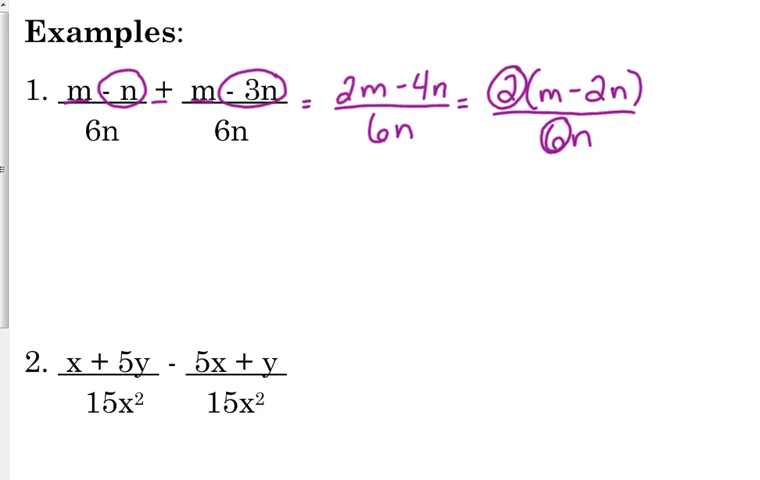 Examples:
1. m - n + m - 3n = 2m - 4n = 2(m - 2n)
6n 6n 6n 6n
2. x + 5y - 5x + y
15x² 15x²